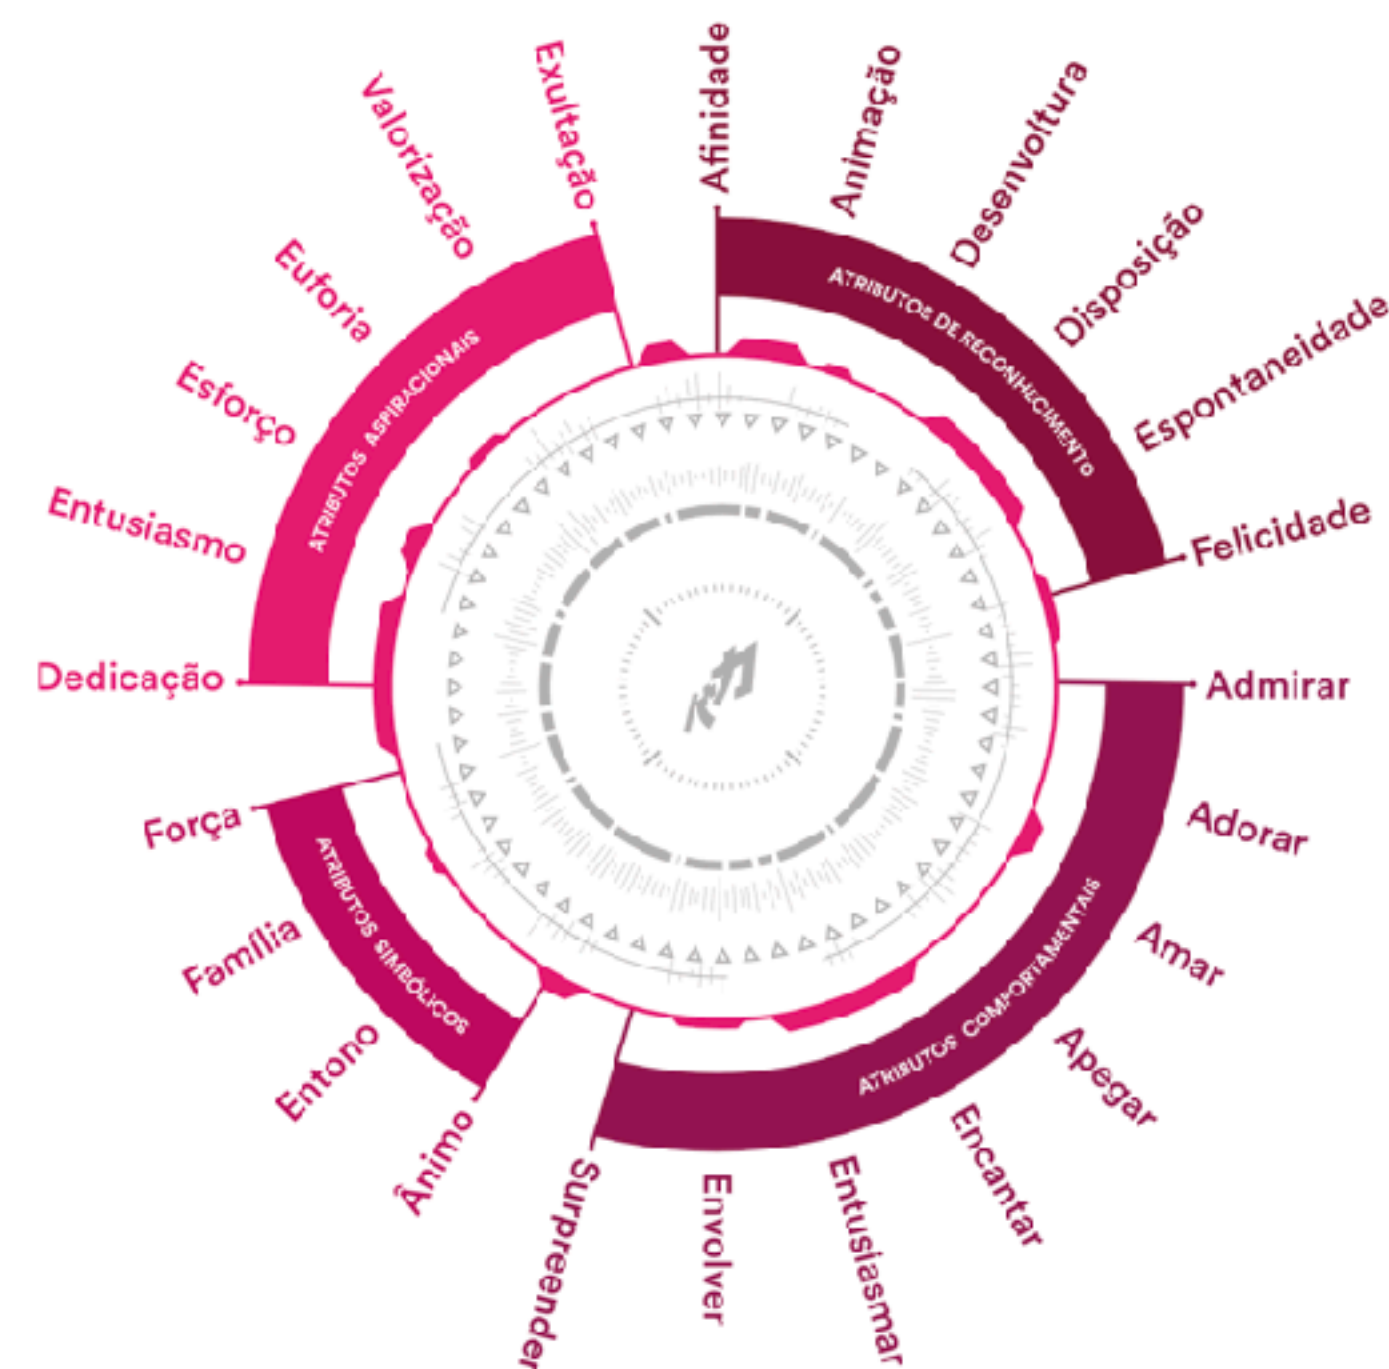 Afinidade
Animação
Desenvoltura
Disposição
Espontaneidade
Felicidade
ATRIBUTOS DE RECONHECIMENTO
Admirar
Adorar
Amar
Apegar
Encantar
Entusiasmar
Envolver
Surpreender
ATRIBUTOS COMPORTAMENTAIS
Ânimo
Entono
Família
Força
ATRIBUTOS SIMBÓLICOS
Dedicação
Entusiasmo
Esforço
Euforia
Valorização
Exultação
ATRIBUTOS ASPIRACIONAIS